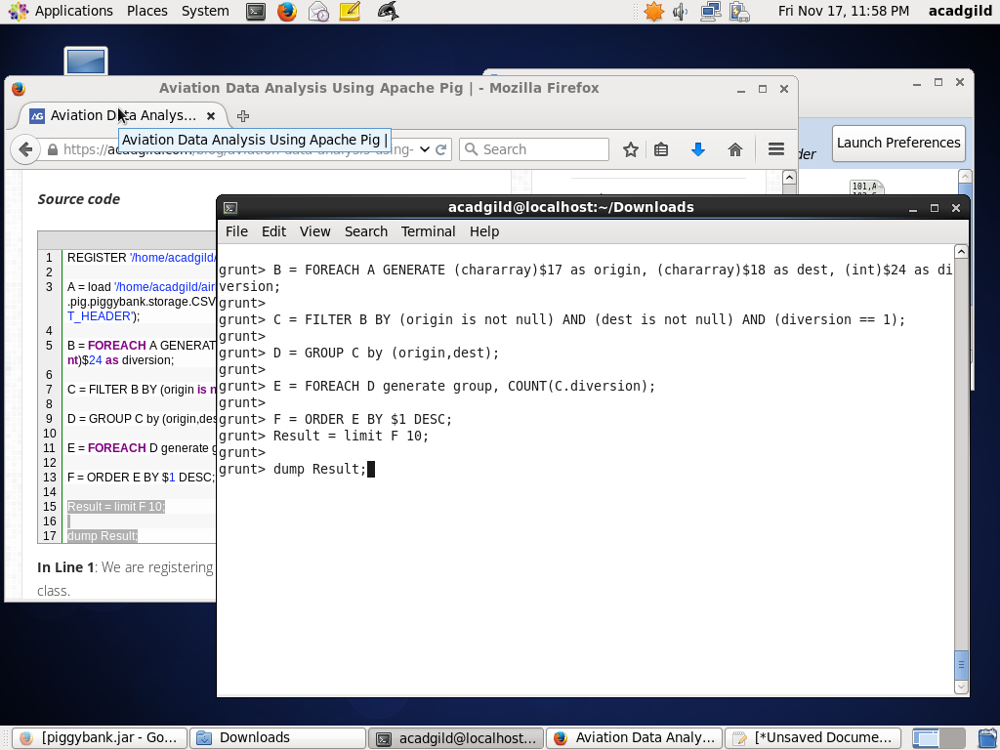 Applications Places System
Fri Nov 17, 11:58 PM acadgild
Aviation Data Analysis Using Apache Pig | - Mozilla Firefox
Aviation Data Analys...
Aviation Data Analysis Using Apache Pig |
Search
Launch Preferences
101,A
Source code
1 REGISTER '/home/acadgild/
2
3 A = load '/home/acadgild/air
.pig.piggybank.storage.CSV
T_HEADER');
4
5 B = FOREACH A GENERAT
nt)$24 as diversion;
6
7 C = FILTER B BY (origin is n
8
9 D = GROUP C by (origin,des
10
11 E = FOREACH D generate g
12
13 F = ORDER E BY $1 DESC;
14
15 Result = limit F 10;
16
17 dump Result;
In Line 1: We are registering
class.
acadgild@localhost:~/Downloads
File Edit View Search Terminal Help
grunt> B = FOREACH A GENERATE (chararray)$17 as origin, (chararray)$18 as dest, (int)$24 as di
version;
grunt>
grunt> C = FILTER B BY (origin is not null) AND (dest is not null) AND (diversion == 1);
grunt>
grunt> D = GROUP C by (origin,dest);
grunt>
grunt> E = FOREACH D generate group, COUNT(C.diversion);
grunt>
grunt> F = ORDER E BY $1 DESC;
grunt> Result = limit F 10;
grunt>
grunt> dump Result;
[piggybank.jar - Go...
Downloads
acadgild@localhost...
Aviation Data Analy...
[*Unsaved Docume...